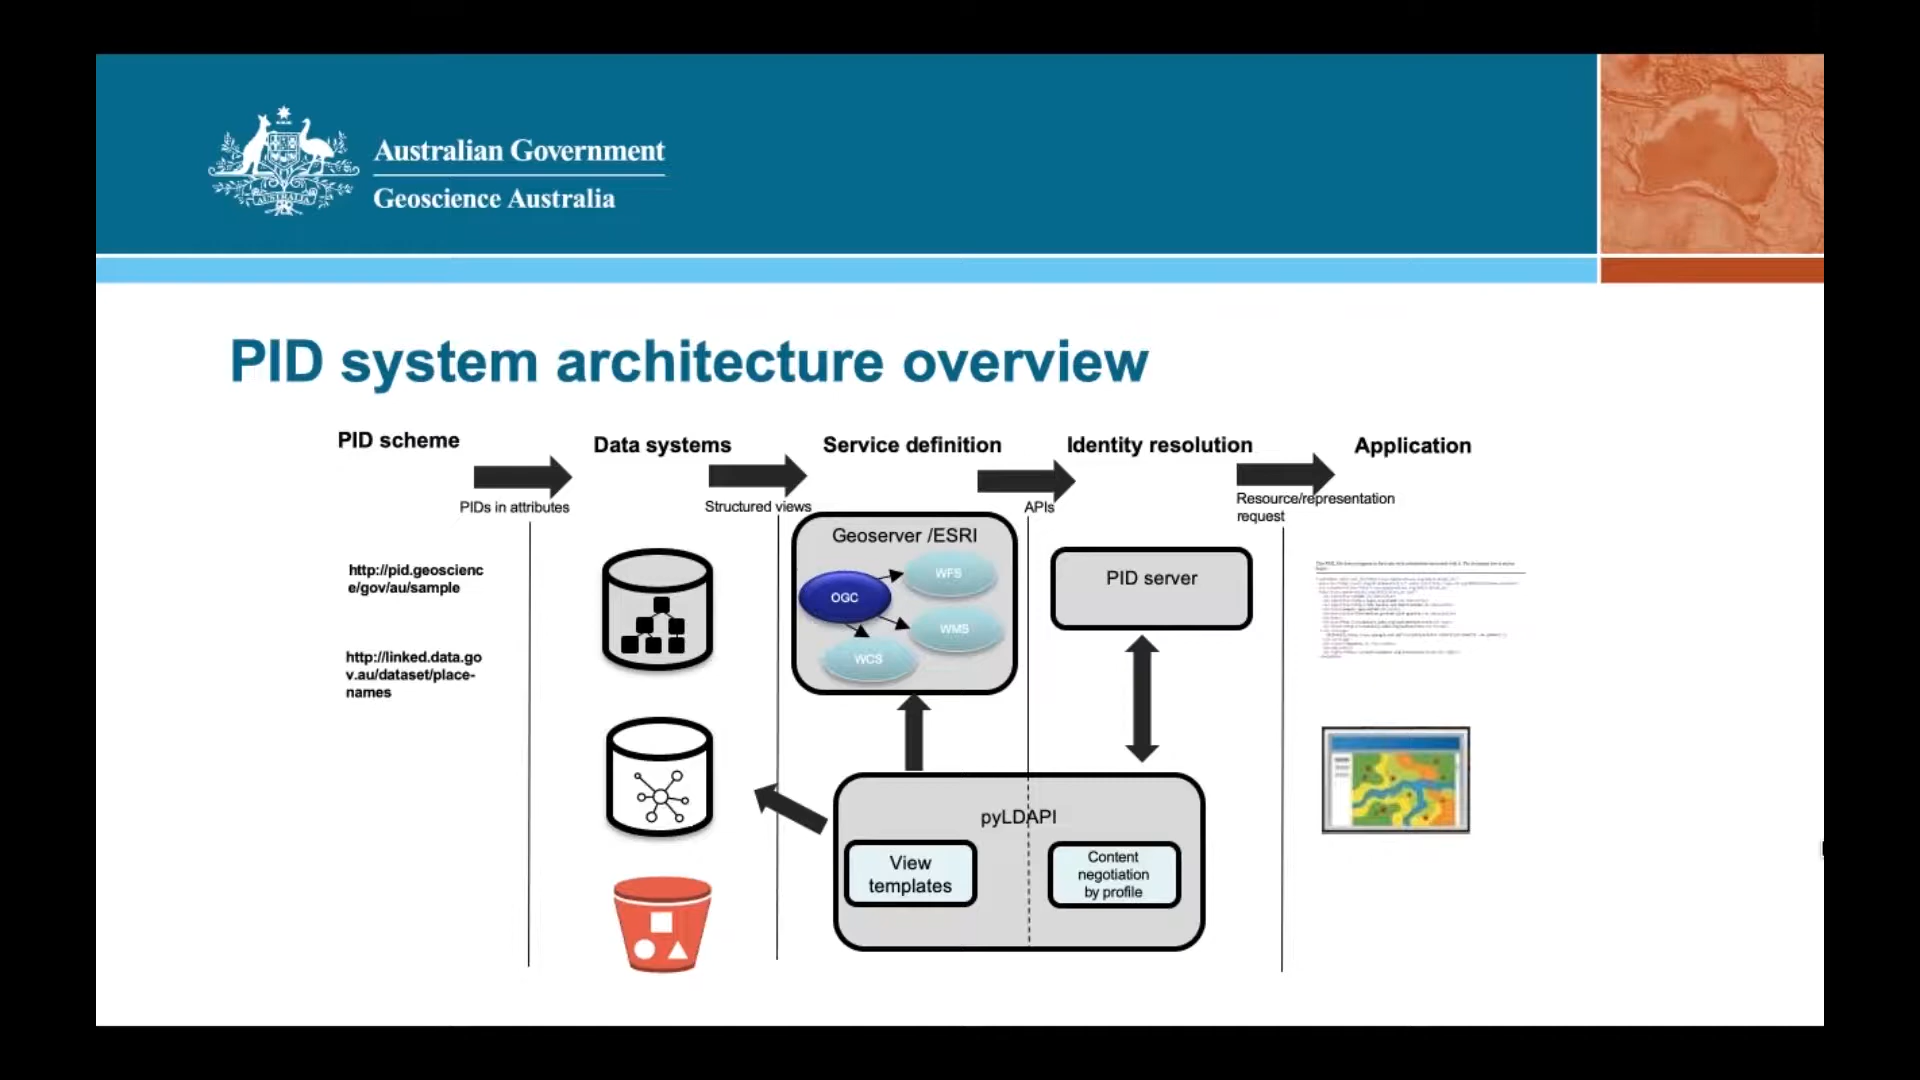 Australian Government
Geoscience Australia
AUSTRALIA
PID system architecture overview
PID scheme
Data systems
Service definition
Identity resolution
Application
PIDs in attributes
Structured views
APIs
Resource/representation
request
http://pid.geoscienc
e/gov/au/sample
http://linked.data.go
v.au/dataset/place-
names
Geoserver /ESRI
OGC
WFS
WMS
WCS
PID server
pyLDAPI
View
templates
Content
negotiation
by profile